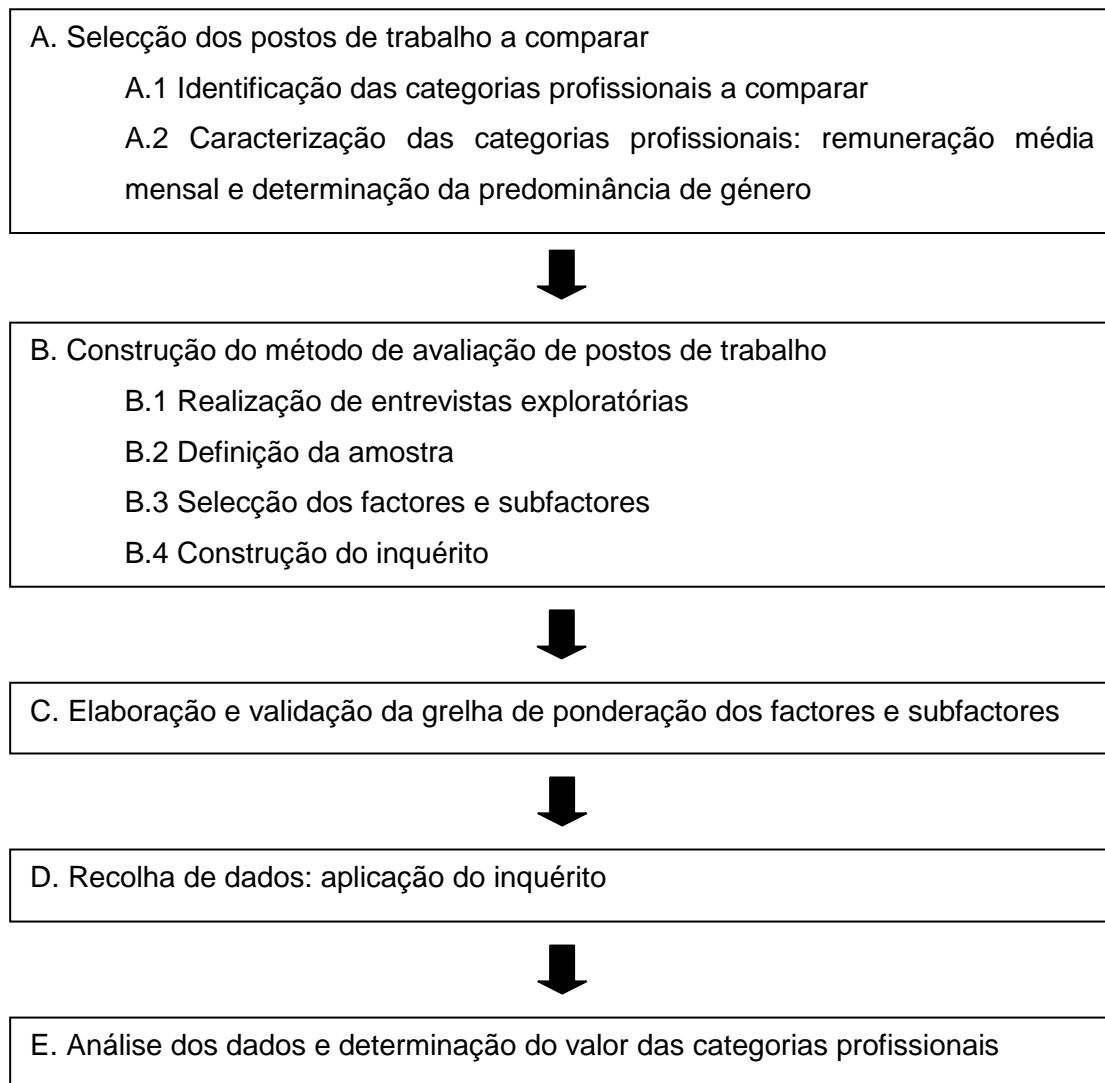 A. Selecção dos postos de trabalho a comparar
A.1 Identificação das categorias profissionais a comparar
A.2 Caracterização das categorias profissionais: remuneração média
mensal e determinação da predominância de género
B. Construção do método de avaliação de postos de trabalho
B.1 Realização de entrevistas exploratórias
B.2 Definição da amostra
B.3 Selecção dos factores e subfactores
B.4 Construção do inquérito
C. Elaboração e validação da grelha de ponderação dos factores e subfactores
D. Recolha de dados: aplicação do inquérito
E. Análise dos dados e determinação do valor das categorias profissionais